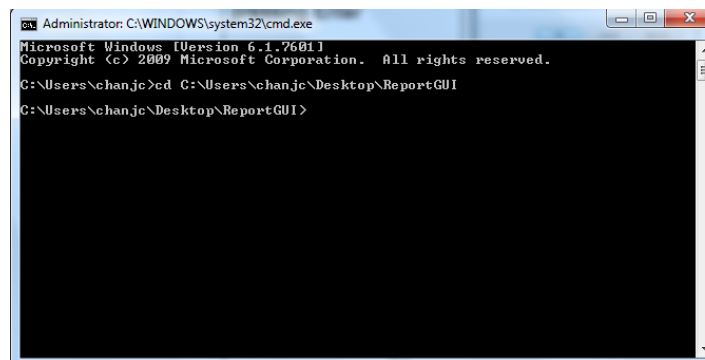 Administrator: C:\WINDOWS\system32\cmd.exe
Microsoft Windows [Version 6.1.7601]
Copyright (c) 2009 Microsoft Corporation.  All rights reserved.
C:\Users\chanjc>cd C:\Users\chanjc\Desktop\ReportGUI
C:\Users\chanjc\Desktop\ReportGUI>